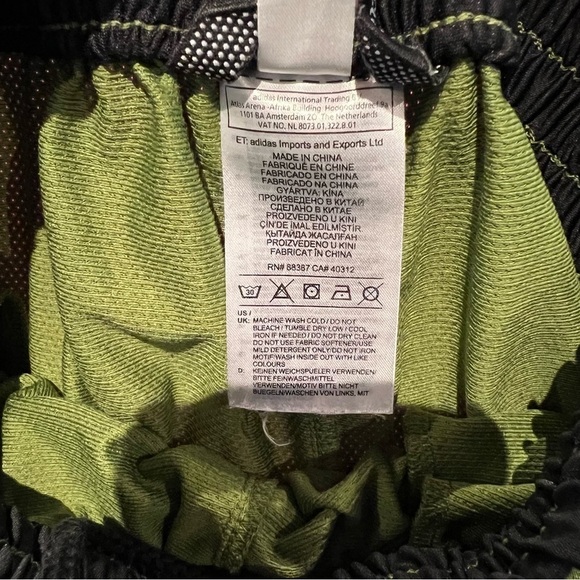 adidas International Trading B.V.
Atlas Arena -Afrika Building, Hoogoorddreef 9a
1101 BA Amsterdam ZO The Netherlands
VAT NO. NL 8073.01.322.B.01
ET: adidas Imports and Exports Ltd
MADE IN CHINA
FABRIQUÉ EN CHINE
FABRICADO EN CHINA
FABRICADO NA CHINA
GYÁRTVA: KÍNA
ПРОИЗВЕДЕНО В КИТАЙ
СДЕЛАНО В КИТАЕ
PROIZVEDENO U KINI
ÇİN'DE İMAL EDİLMİŞTİR
ҚЫТАЙДА ЖАСАЛҒАН
PROIZVEDENO U KINI
FABRICAT ÎN CHINA
RN# 88387 CA# 40312
30
US /
UK: MACHINE WASH COLD / DO NOT
BLEACH / TUMBLE DRY LOW / COOL
IRON IF NEEDED / DO NOT DRY CLEAN
DO NOT USE FABRIC SOFTENER/USE
MILD DETERGENT ONLY/DO NOT IRON
MOTIF/WASH INSIDE OUT WITH LIKE
COLOURS
D: KEINEN WEICHSPUELER VERWENDEN/
BITTE FEINWASCHMITTEL
VERWENDEN/MOTIV BITTE NICHT
BUEGELN/WASCHEN VON LINKS, MIT